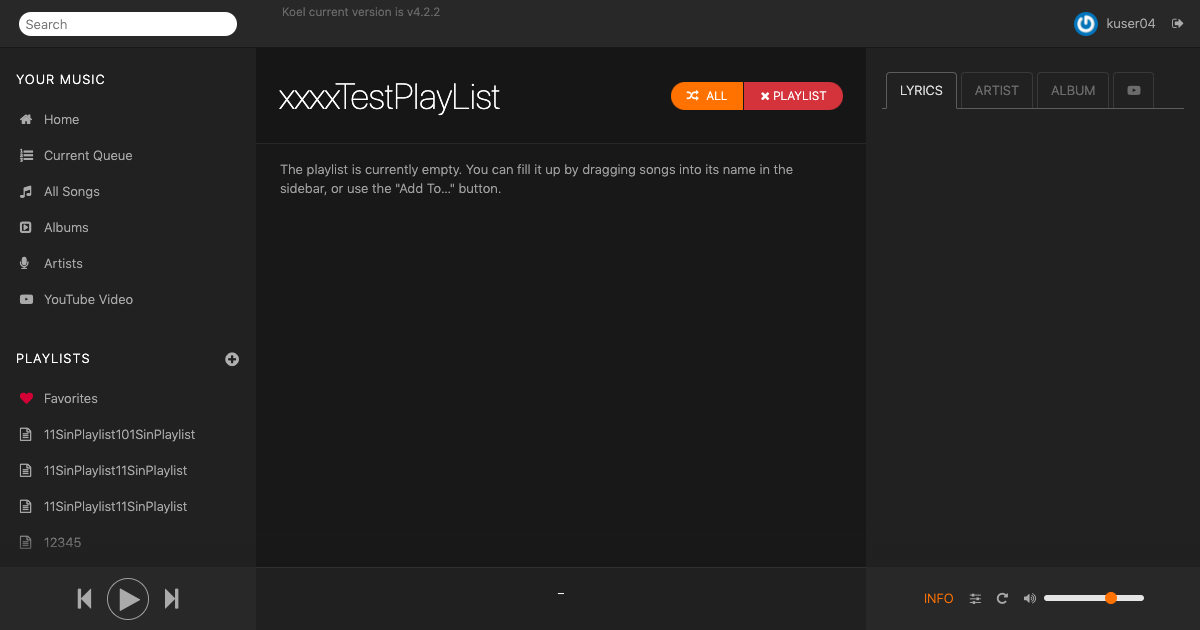 Search
Koel current version is v4.2.2
kuser04
YOUR MUSIC
Home
Current Queue
All Songs
Albums
Artists
YouTube Video
PLAYLISTS
Favorites
11SinPlaylist101SinPlaylist
11SinPlaylist11SinPlaylist
11SinPlaylist11SinPlaylist
12345
xxxxTestPlayList
ALL
PLAYLIST
The playlist is currently empty. You can fill it up by dragging songs into its name in the
sidebar, or use the "Add To…" button.
LYRICS
ARTIST
ALBUM
–
INFO